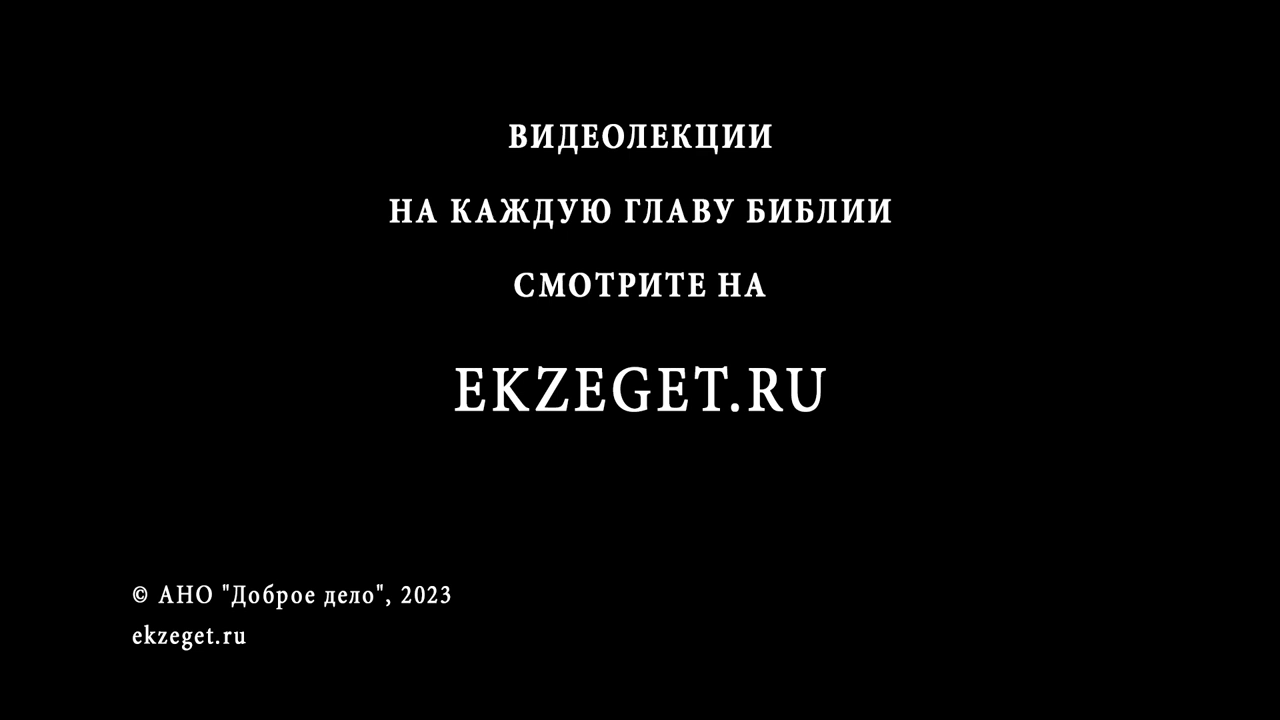 ВИДЕОЛЕКЦИИ
НА КАЖДУЮ ГЛАВУ БИБЛИИ
СМОТРИТЕ НА
EKZEGET.RU
© АНО "Доброе дело", 2023
ekzeget.ru